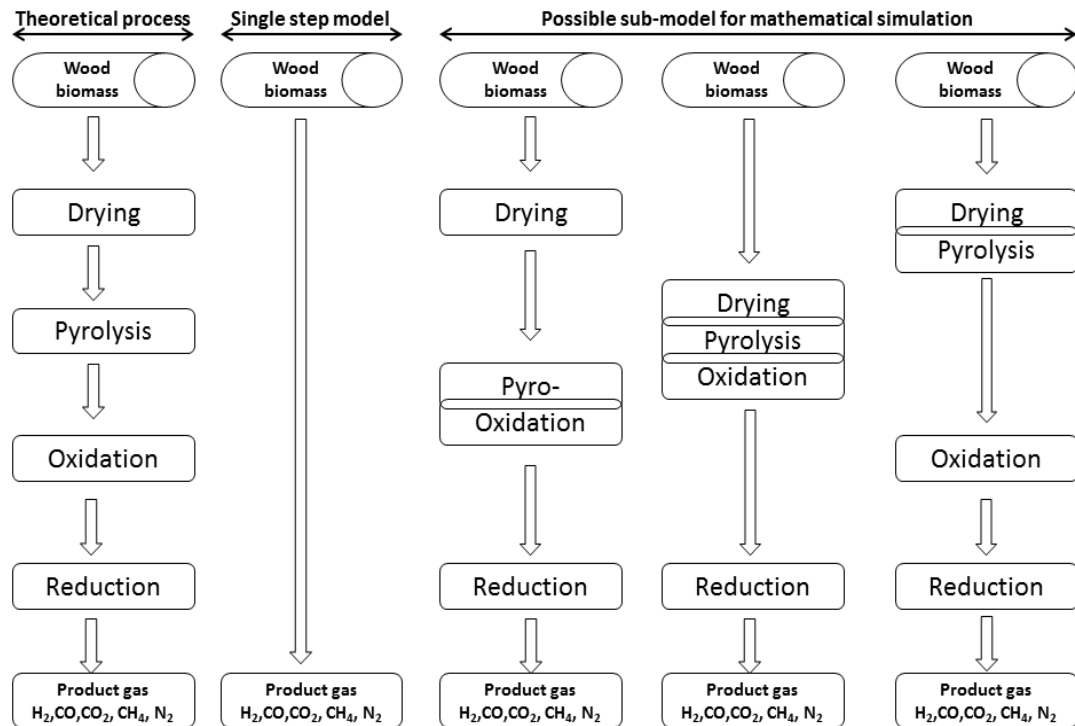 Theoretical process
Single step model
Possible sub-model for mathematical simulation
Wood
biomass
Drying
Pyrolysis
Oxidation
Reduction
Product gas
H₂,CO,CO₂, CH₄, N₂
Wood
biomass
Product gas
H₂,CO,CO₂, CH₄, N₂
Wood
biomass
Drying
Pyro-
Oxidation
Reduction
Product gas
H₂,CO,CO₂, CH₄, N₂
Wood
biomass
Drying
Pyrolysis
Oxidation
Reduction
Product gas
H₂,CO,CO₂, CH₄, N₂
Wood
biomass
Drying
Pyrolysis
Oxidation
Reduction
Product gas
H₂,CO,CO₂, CH₄, N₂